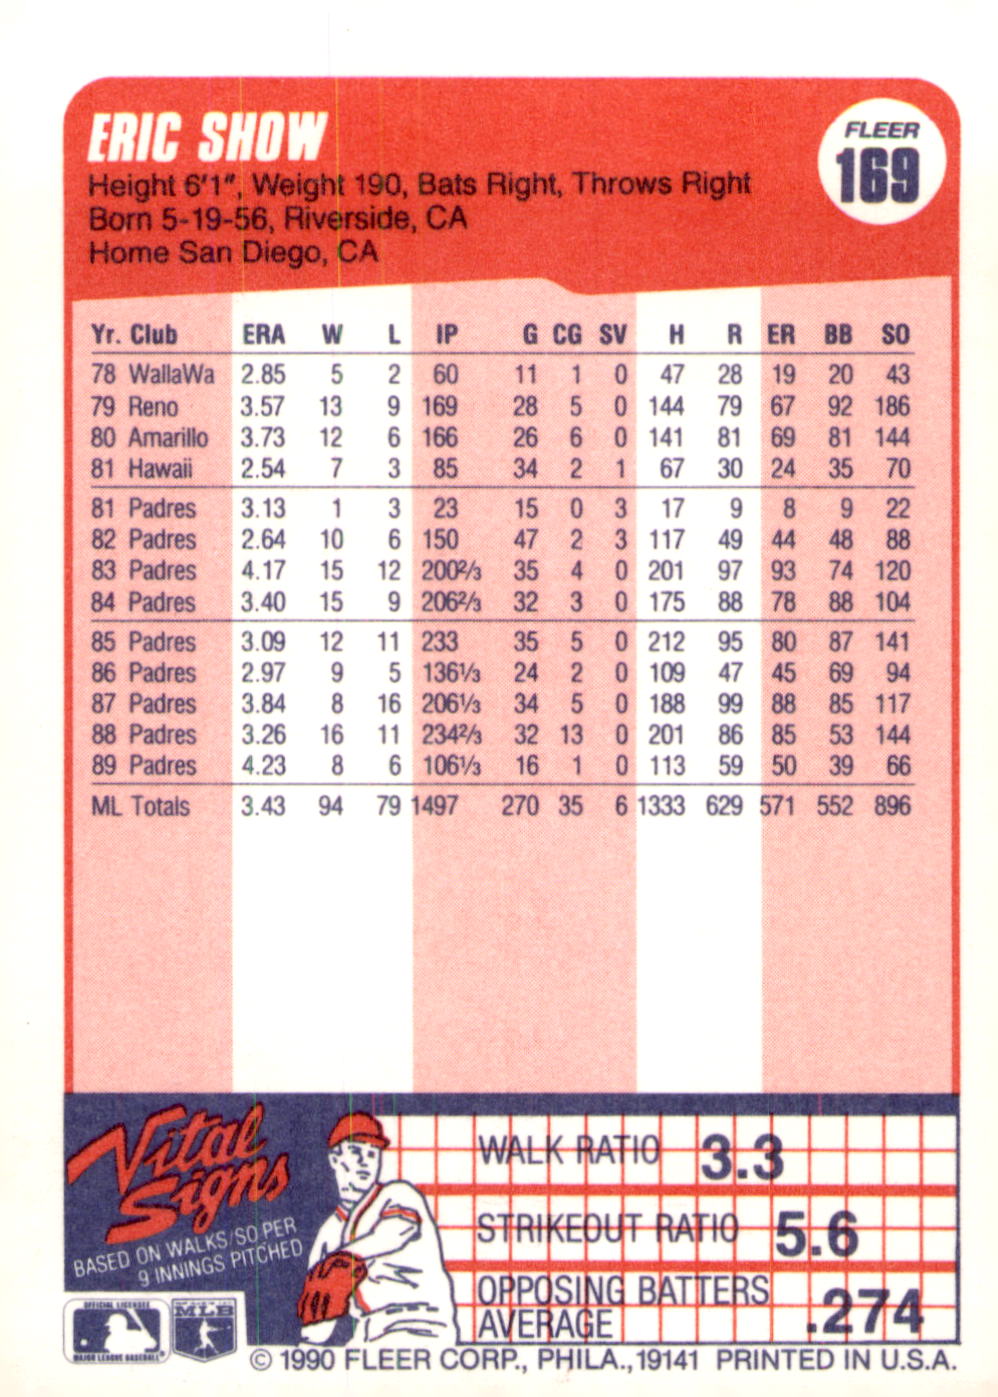 ERIC SHOW
FLEER
169
Height 6'1", Weight 190, Bats Right, Throws Right
Born 5-19-56, Riverside, CA
Home San Diego, CA
Yr. Club ERA W L IP G CG SV H R ER BB SO
78 WallaWa 2.85 5 2 60 11 1 0 47 28 19 20 43
79 Reno 3.57 13 9 169 28 5 0 144 79 67 92 186
80 Amarillo 3.73 12 6 166 26 6 0 141 81 69 81 144
81 Hawaii 2.54 7 3 85 34 2 1 67 30 24 35 70
81 Padres 3.13 1 3 23 15 0 3 17 9 8 9 22
82 Padres 2.64 10 6 150 47 2 3 117 49 44 48 88
83 Padres 4.17 15 12 2002/3 35 4 0 201 97 93 74 120
84 Padres 3.40 15 9 2062/3 32 3 0 175 88 78 88 104
85 Padres 3.09 12 11 233 35 5 0 212 95 80 87 141
86 Padres 2.97 9 5 1361/3 24 2 0 109 47 45 69 94
87 Padres 3.84 8 16 2061/3 34 5 0 188 99 88 85 117
88 Padres 3.26 16 11 2342/3 32 13 0 201 86 85 53 144
89 Padres 4.23 8 6 1061/3 16 1 0 113 59 50 39 66
ML Totals 3.43 94 79 1497 270 35 6 1333 629 571 552 896
Vital
Signs
BASED ON WALKS/SO PER
9 INNINGS PITCHED
WALK RATIO 3.3
STRIKEOUT RATIO 5.6
OPPOSING BATTERS
AVERAGE .274
OFFICIAL LICENSEE
MAJOR LEAGUE BASEBALL
MLB
© 1990 FLEER CORP., PHILA., 19141 PRINTED IN U.S.A.